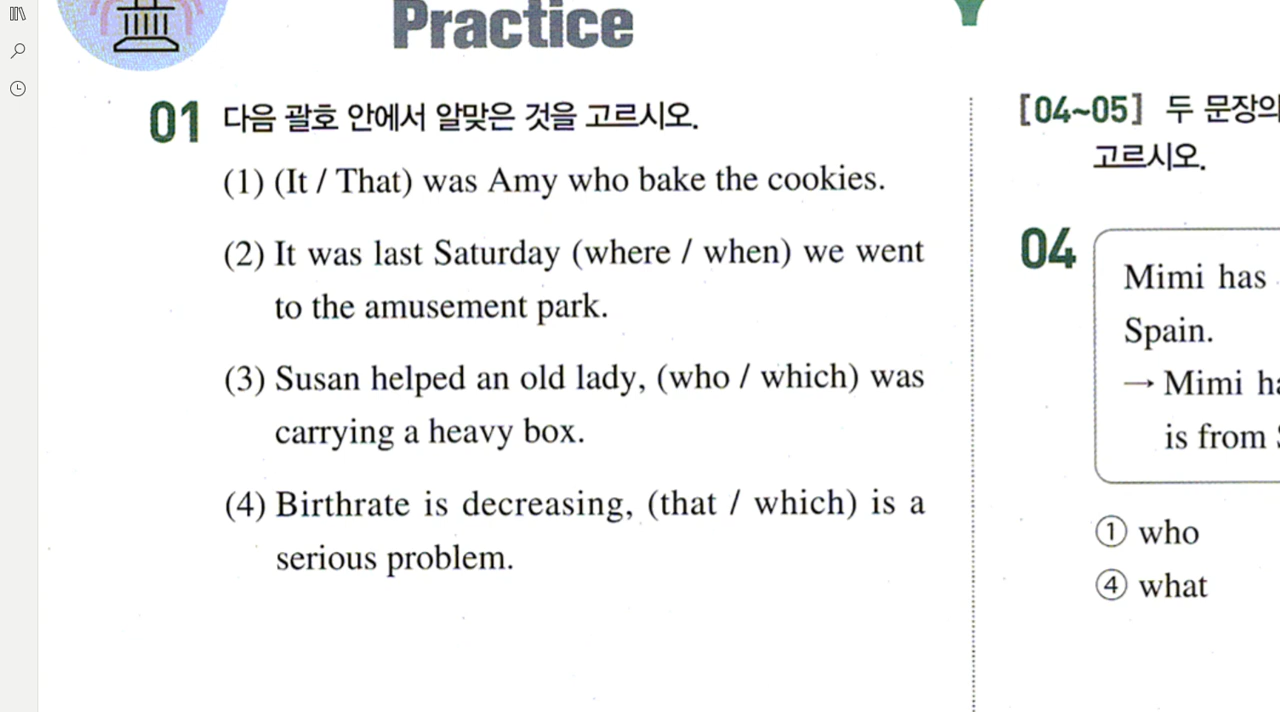 Practice
01 다음 괄호 안에서 알맞은 것을 고르시오.
(1) (It / That) was Amy who bake the cookies.
(2) It was last Saturday (where / when) we went
to the amusement park.
(3) Susan helped an old lady, (who / which) was
carrying a heavy box.
(4) Birthrate is decreasing, (that / which) is a
serious problem.
[04~05] 두 문장의
고르시오.
04
Mimi has
Spain.
→ Mimi ha
is from
① who
④ what